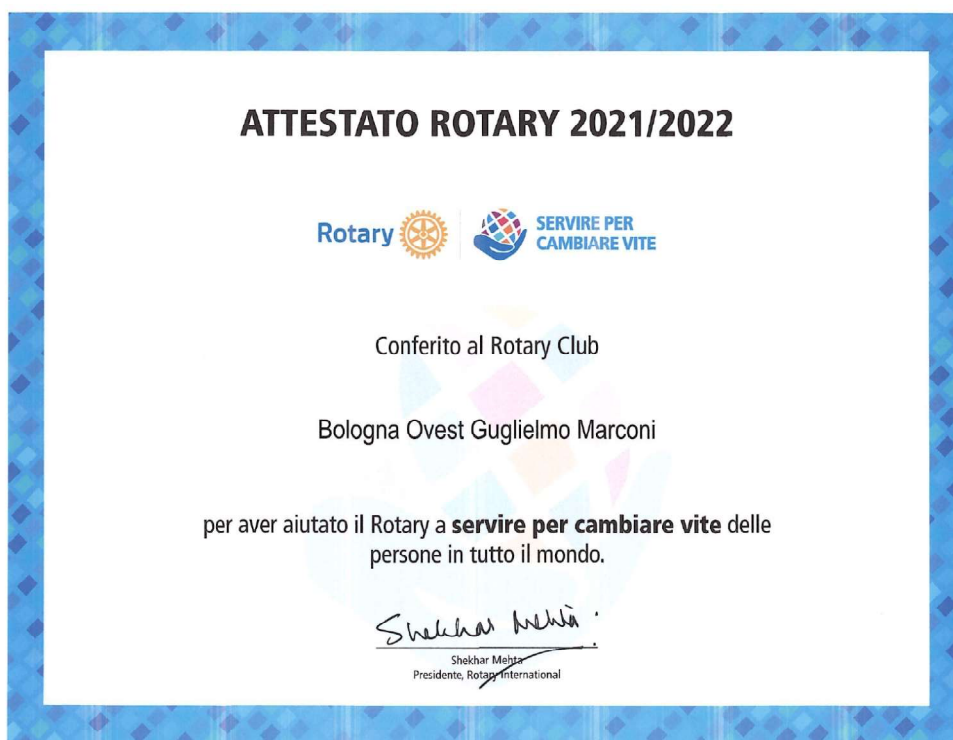 ATTESTATO ROTARY 2021/2022
Rotary
SERVIRE PER
CAMBIARE VITE
Conferito al Rotary Club
Bologna Ovest Guglielmo Marconi
per aver aiutato il Rotary a servire per cambiare vite delle
persone in tutto il mondo.
Shekhar Mehta
Shekhar Mehta
Presidente, Rotary International